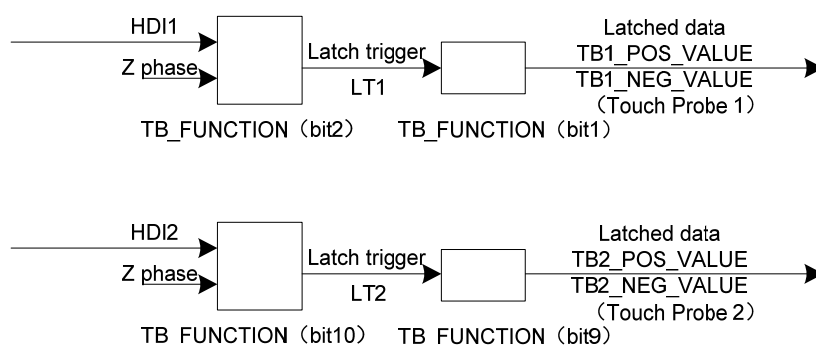 HDI1
Z phase
Latch trigger
LT1
Latched data
TB1_POS_VALUE
TB1_NEG_VALUE
（Touch Probe 1）
TB_FUNCTION（bit2）
TB_FUNCTION（bit1）
HDI2
Z phase
Latch trigger
LT2
Latched data
TB2_POS_VALUE
TB2_NEG_VALUE
(Touch Probe 2）
TB_FUNCTION（bit10）
TB_FUNCTION（bit9）